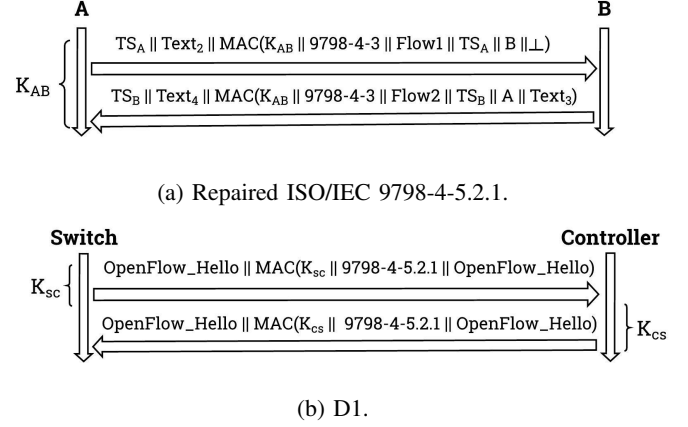 A B
TS_A || Text_2 || MAC(K_AB || 9798-4-3 || Flow1 || TS_A || B ||⊥)
K_AB
TS_B || Text_4 || MAC(K_AB || 9798-4-3 || Flow2 || TS_B || A || Text_3)
(a) Repaired ISO/IEC 9798-4-5.2.1.
Switch Controller
OpenFlow_Hello || MAC(K_sc || 9798-4-5.2.1 || OpenFlow_Hello)
K_sc
OpenFlow_Hello || MAC(K_cs || 9798-4-5.2.1 || OpenFlow_Hello)
K_cs
(b) D1.